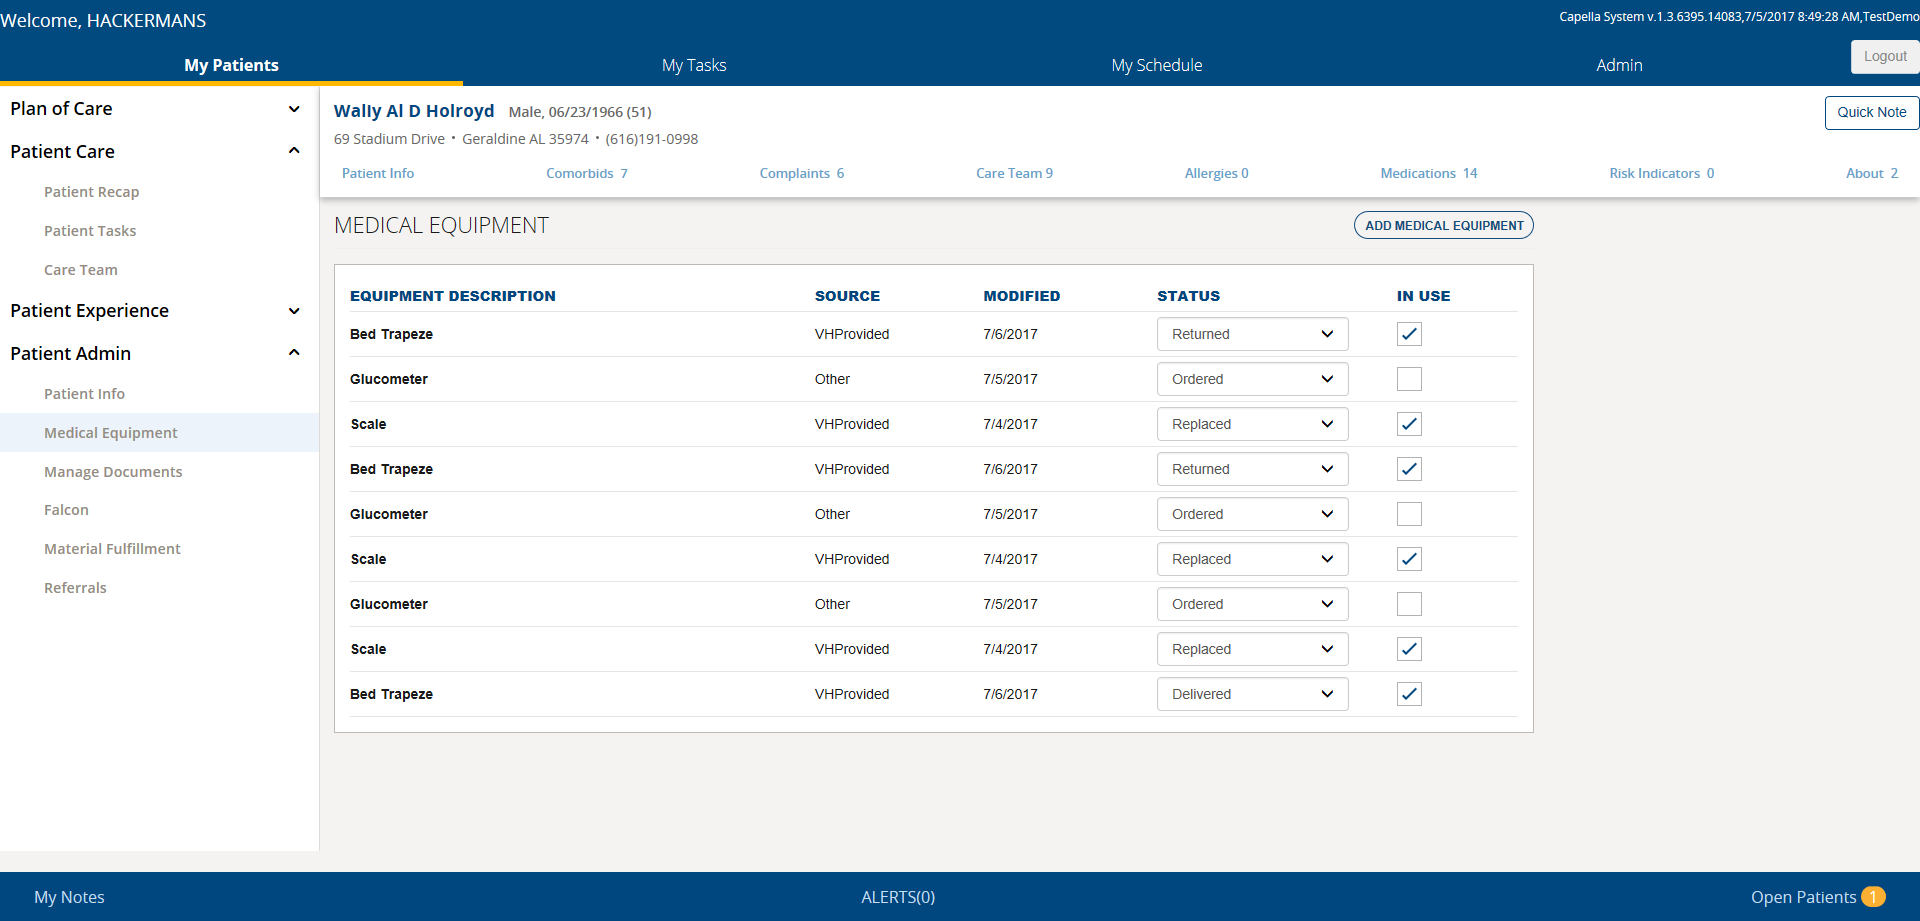 Welcome, HACKERMANS
Capella System v.1.3.6395.14083,7/5/2017 8:49:28 AM,TestDemo
My Patients My Tasks My Schedule Admin Logout
Plan of Care
Patient Care
Patient Recap
Patient Tasks
Care Team
Patient Experience
Patient Admin
Patient Info
Medical Equipment
Manage Documents
Falcon
Material Fulfillment
Referrals
Wally Al D Holroyd Male, 06/23/1966 (51)
Quick Note
69 Stadium Drive • Geraldine AL 35974 • (616)191-0998
Patient Info Comorbids 7 Complaints 6 Care Team 9 Allergies 0 Medications 14 Risk Indicators 0 About 2
MEDICAL EQUIPMENT
ADD MEDICAL EQUIPMENT
EQUIPMENT DESCRIPTION SOURCE MODIFIED STATUS IN USE
Bed Trapeze VHProvided 7/6/2017 Returned
Glucometer Other 7/5/2017 Ordered
Scale VHProvided 7/4/2017 Replaced
Bed Trapeze VHProvided 7/6/2017 Returned
Glucometer Other 7/5/2017 Ordered
Scale VHProvided 7/4/2017 Replaced
Glucometer Other 7/5/2017 Ordered
Scale VHProvided 7/4/2017 Replaced
Bed Trapeze VHProvided 7/6/2017 Delivered
My Notes ALERTS(0) Open Patients 1